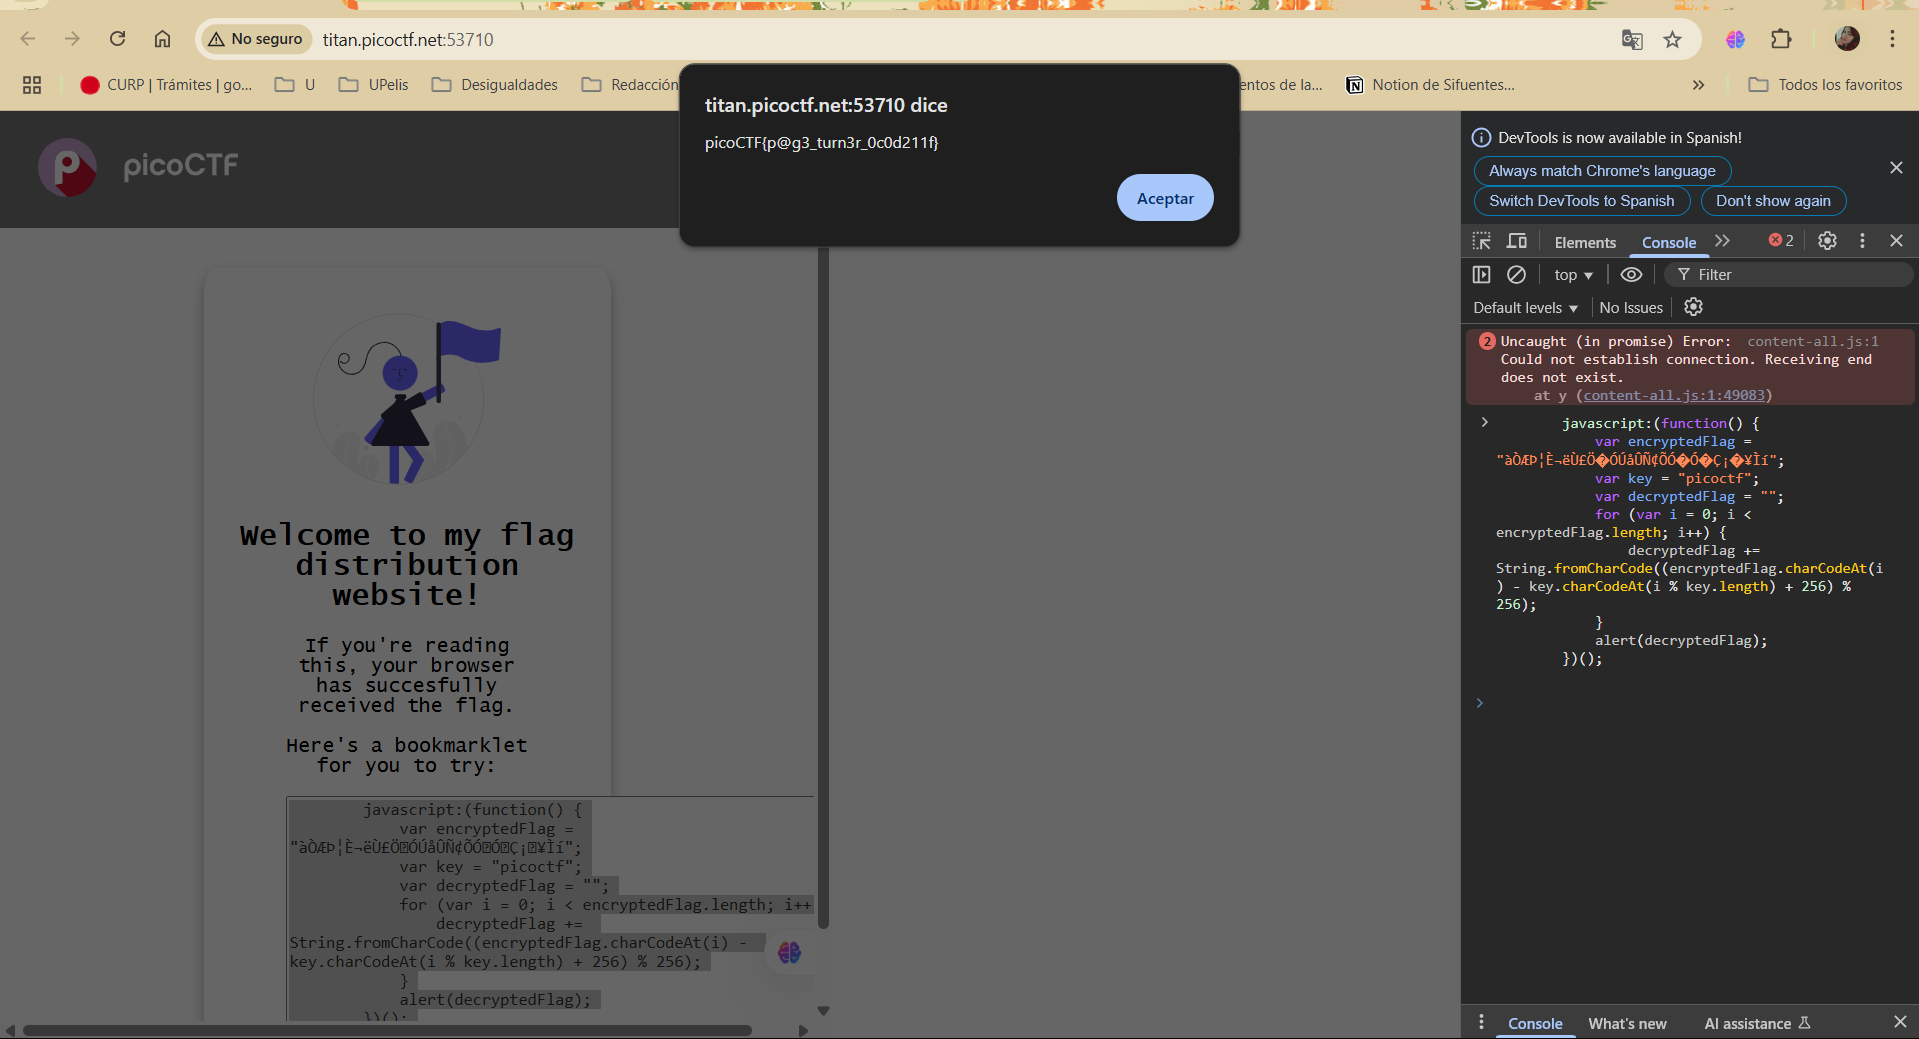 No seguro
titan.picoctf.net:53710
CURP | Trámites | go...
U
UPelis
Desigualdades
Redacción
entos de la...
Notion de Sifuentes...
»
Todos los favoritos
titan.picoctf.net:53710 dice
picoCTF{p@g3_turn3r_0c0d211f}
Aceptar
picoCTF
Welcome to my flag
distribution
website!
If you're reading
this, your browser
has succesfully
received the flag.
Here's a bookmarklet
for you to try:
javascript:(function() {
var encryptedFlag =
"àÒÆÞ¦È¬ëÙ£Ö�ÓÚåÛÑ¢ÕÓ�Ó�Ç¡�¥Ìí";
var key = "picoctf";
var decryptedFlag = "";
for (var i = 0; i < encryptedFlag.length; i++
decryptedFlag +=
String.fromCharCode((encryptedFlag.charCodeAt(i) -
key.charCodeAt(i % key.length) + 256) % 256);
}
alert(decryptedFlag);
})();
DevTools is now available in Spanish!
Always match Chrome's language
Switch DevTools to Spanish
Don't show again
Elements
Console
»
2
top
Filter
Default levels
No Issues
2
Uncaught (in promise) Error: content-all.js:1
Could not establish connection. Receiving end
does not exist.
at y (content-all.js:1:49083)
> javascript:(function() {
var encryptedFlag =
"àÒÆÞ¦È¬ëÙ£Ö�ÓÚåÛÑ¢ÕÓ�Ó�Ç¡�¥Ìí";
var key = "picoctf";
var decryptedFlag = "";
for (var i = 0; i <
encryptedFlag.length; i++) {
decryptedFlag +=
String.fromCharCode((encryptedFlag.charCodeAt(i
) - key.charCodeAt(i % key.length) + 256) %
256);
}
alert(decryptedFlag);
})();
>
Console
What's new
AI assistance